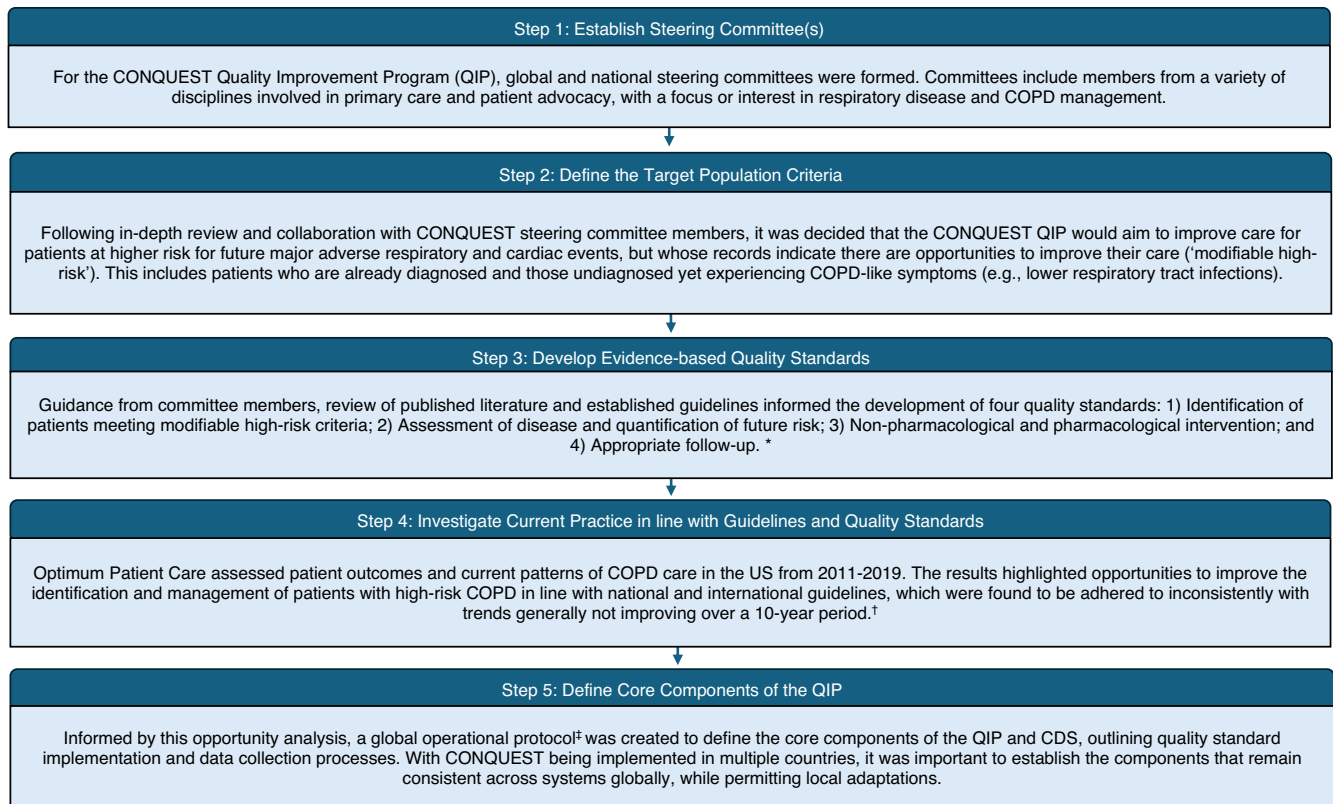 Step 1: Establish Steering Committee(s)
For the CONQUEST Quality Improvement Program (QIP), global and national steering committees were formed. Committees include members from a variety of
disciplines involved in primary care and patient advocacy, with a focus or interest in respiratory disease and COPD management.
Step 2: Define the Target Population Criteria
Following in-depth review and collaboration with CONQUEST steering committee members, it was decided that the CONQUEST QIP would aim to improve care for
patients at higher risk for future major adverse respiratory and cardiac events, but whose records indicate there are opportunities to improve their care (‘modifiable high-
risk’). This includes patients who are already diagnosed and those undiagnosed yet experiencing COPD-like symptoms (e.g., lower respiratory tract infections).
Step 3: Develop Evidence-based Quality Standards
Guidance from committee members, review of published literature and established guidelines informed the development of four quality standards: 1) Identification of
patients meeting modifiable high-risk criteria; 2) Assessment of disease and quantification of future risk; 3) Non-pharmacological and pharmacological intervention; and
4) Appropriate follow-up. *
Step 4: Investigate Current Practice in line with Guidelines and Quality Standards
Optimum Patient Care assessed patient outcomes and current patterns of COPD care in the US from 2011-2019. The results highlighted opportunities to improve the
identification and management of patients with high-risk COPD in line with national and international guidelines, which were found to be adhered to inconsistently with
trends generally not improving over a 10-year period.†
Step 5: Define Core Components of the QIP
Informed by this opportunity analysis, a global operational protocol‡ was created to define the core components of the QIP and CDS, outlining quality standard
implementation and data collection processes. With CONQUEST being implemented in multiple countries, it was important to establish the components that remain
consistent across systems globally, while permitting local adaptations.